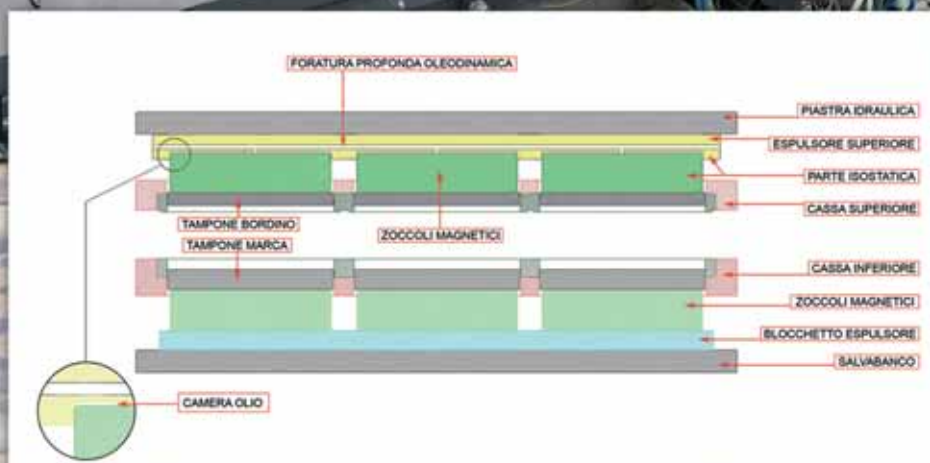 FORATURA PROFONDA OLEODINAMICA
PIASTRA IDRAULICA
ESPULSORE SUPERIORE
PARTE ISOSTATICA
CASSA SUPERIORE
TAMPONE BORDINO
ZOCCOLI MAGNETICI
TAMPONE MARCA
CASSA INFERIORE
ZOCCOLI MAGNETICI
BLOCCHETTO ESPULSORE
SALVABANCO
CAMERA OLIO